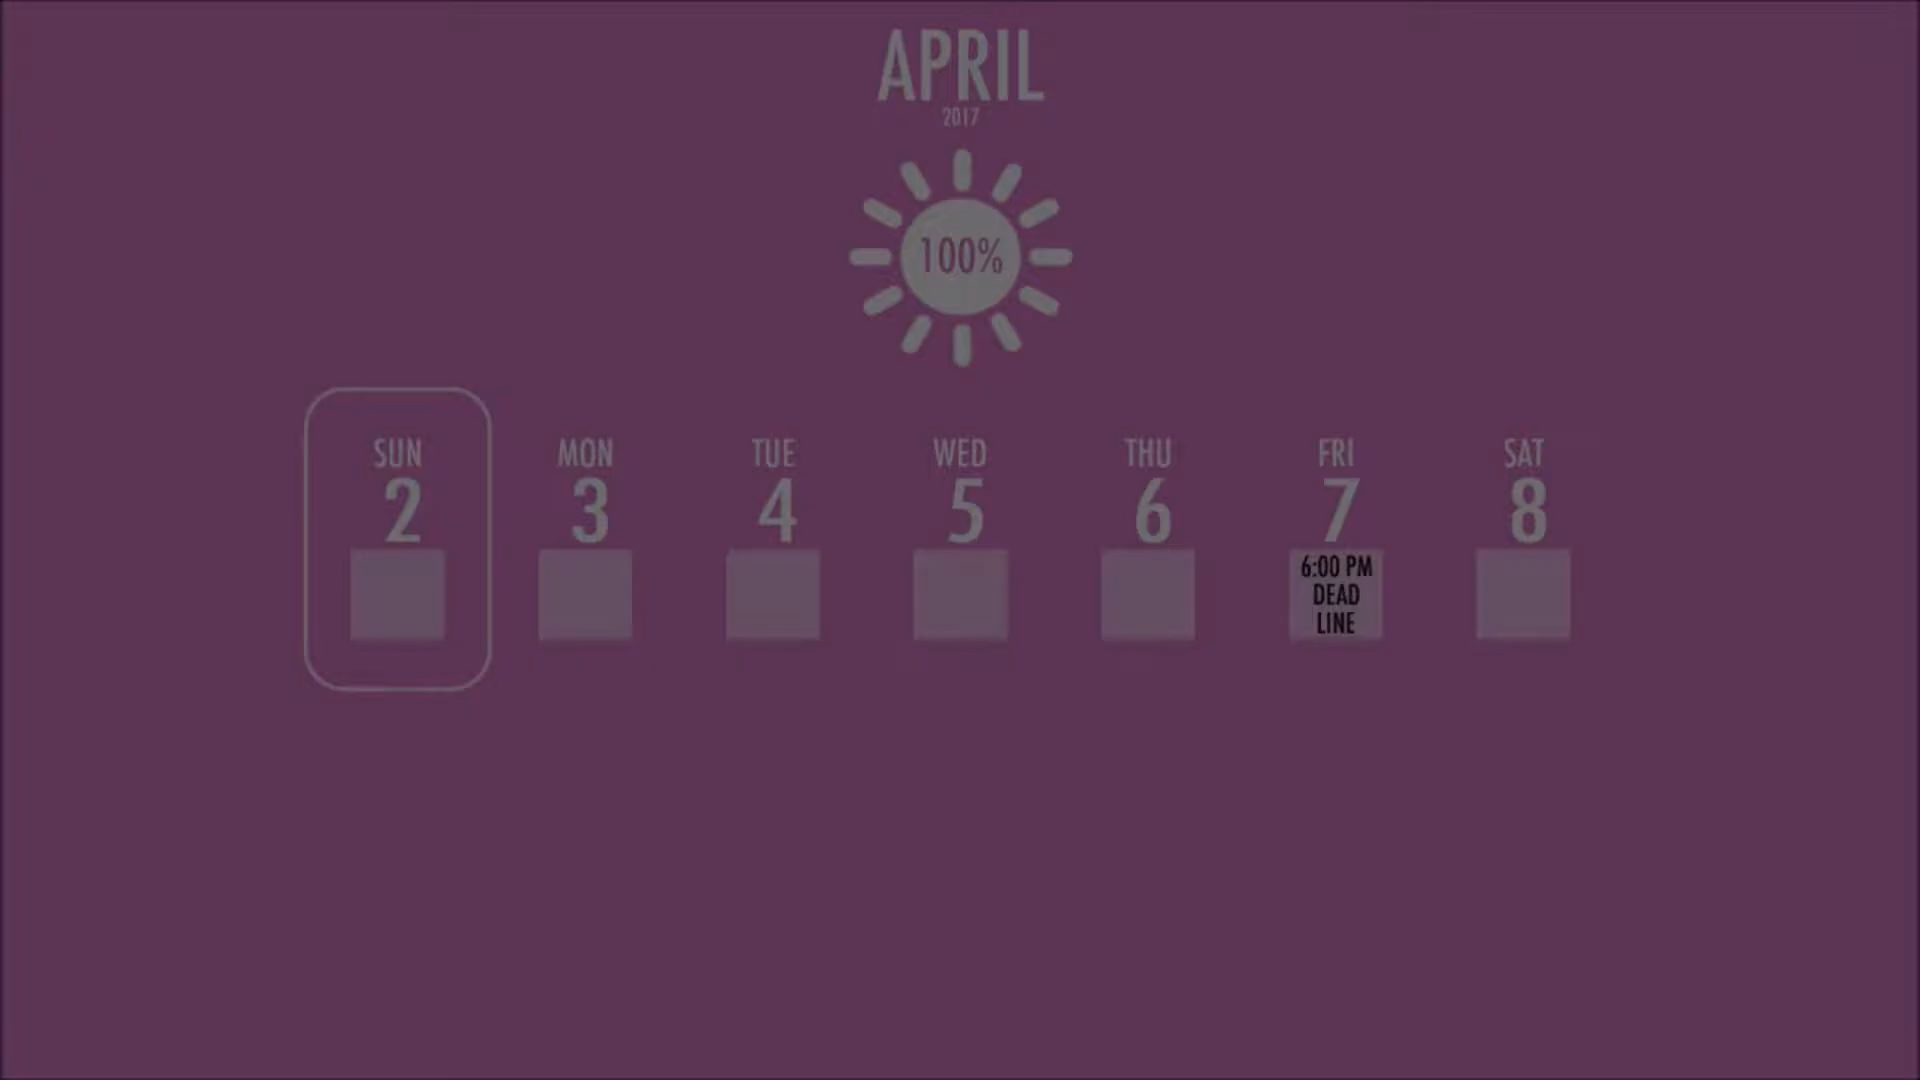 APRIL
2017
100%
SUN MON TUE WED THU FRI SAT
2 3 4 5 6 7 8
6:00 PM
DEAD
LINE